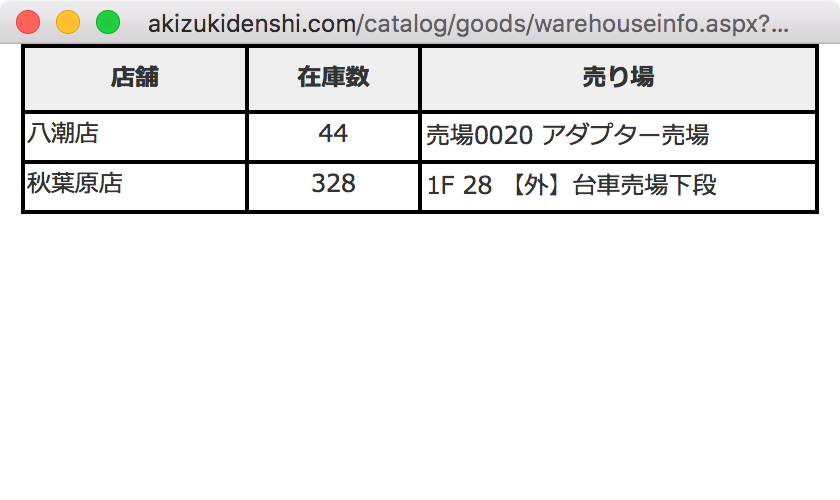 akizukidenshi.com/catalog/goods/warehouseinfo.aspx?...
店舗 在庫数 売り場
八潮店 44 売場0020 アダプター売場
秋葉原店 328 1F 28 【外】台車売場下段